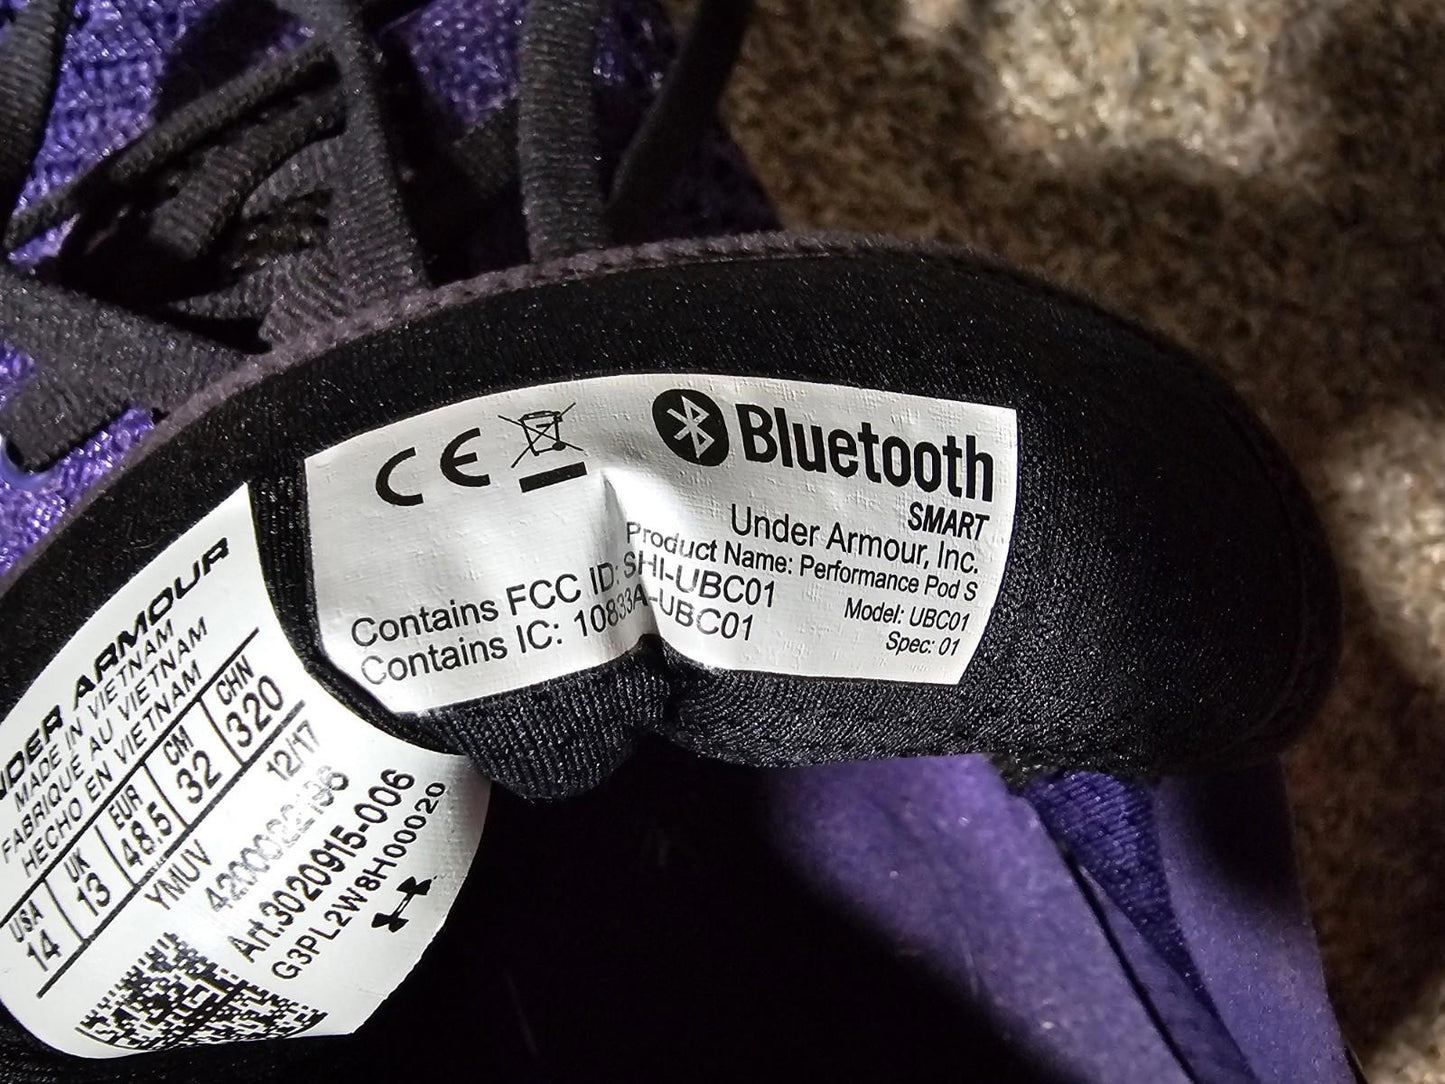 CE
Bluetooth
SMART
Under Armour, Inc.
Product Name: Performance Pod S
Model: UBC01
Spec: 01
Contains FCC ID: SHI-UBC01
Contains IC: 10833A-UBC01
ARMOUR
MADE IN VIETNAM
FABRIQUÉ AU VIETNAM
HECHO EN VIETNAM
USA UK EUR CM CHN
14 13 48.5 32 320
YMUV 12/17
Art.3020915-006
G3PL2W8H00020